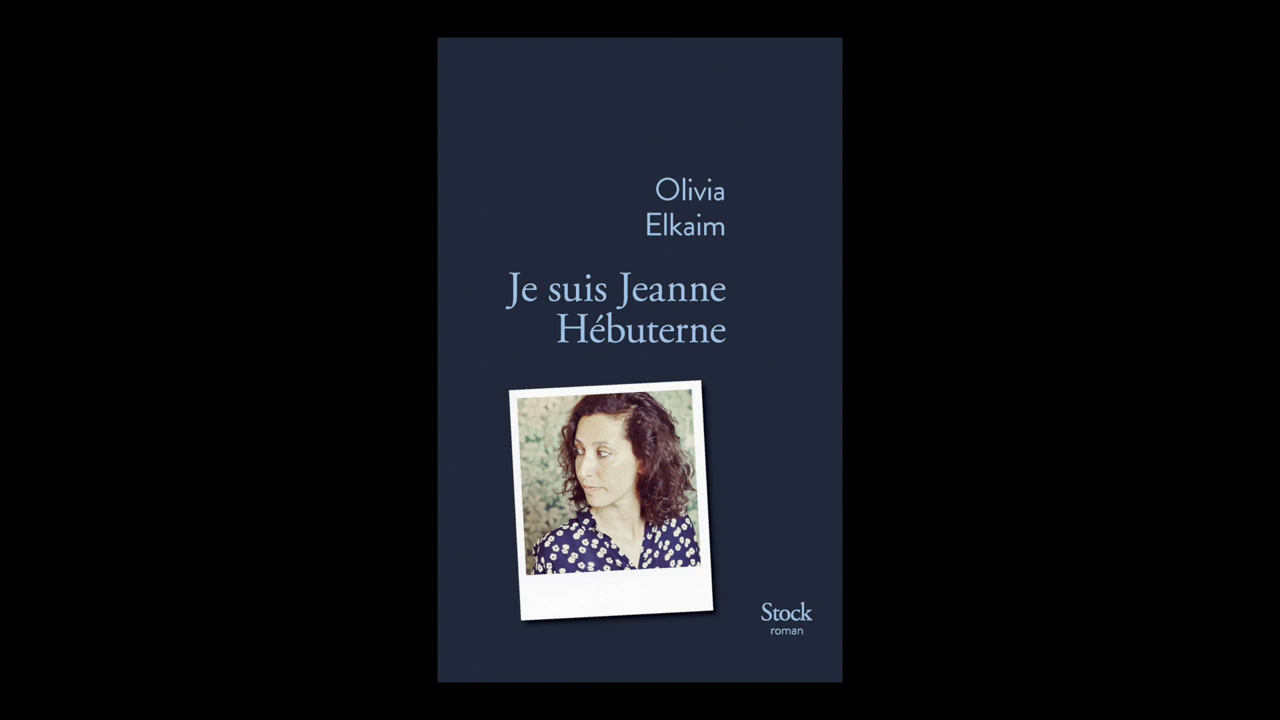 Olivia
Elkaim
Je suis Jeanne
Hébuterne
Stock
roman